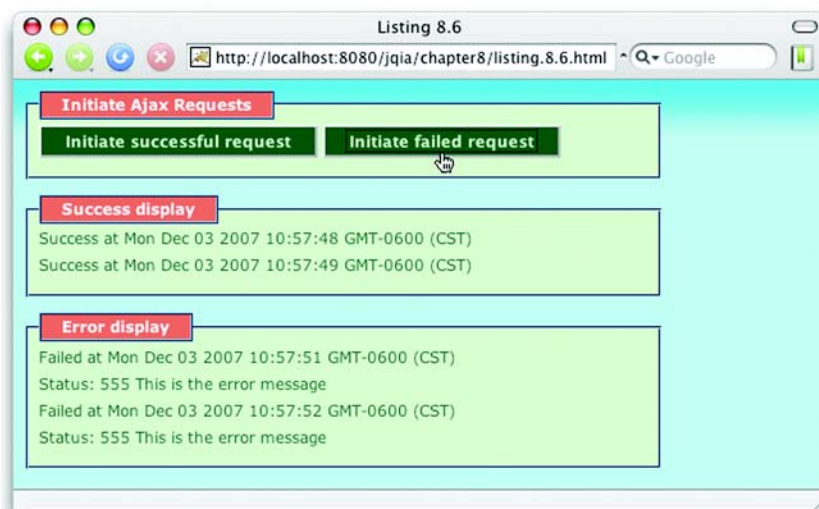 Listing 8.6
http://localhost:8080/jqia/chapter8/listing.8.6.html
Google
Initiate Ajax Requests
Initiate successful request
Initiate failed request
Success display
Success at Mon Dec 03 2007 10:57:48 GMT-0600 (CST)
Success at Mon Dec 03 2007 10:57:49 GMT-0600 (CST)
Error display
Failed at Mon Dec 03 2007 10:57:51 GMT-0600 (CST)
Status: 555 This is the error message
Failed at Mon Dec 03 2007 10:57:52 GMT-0600 (CST)
Status: 555 This is the error message